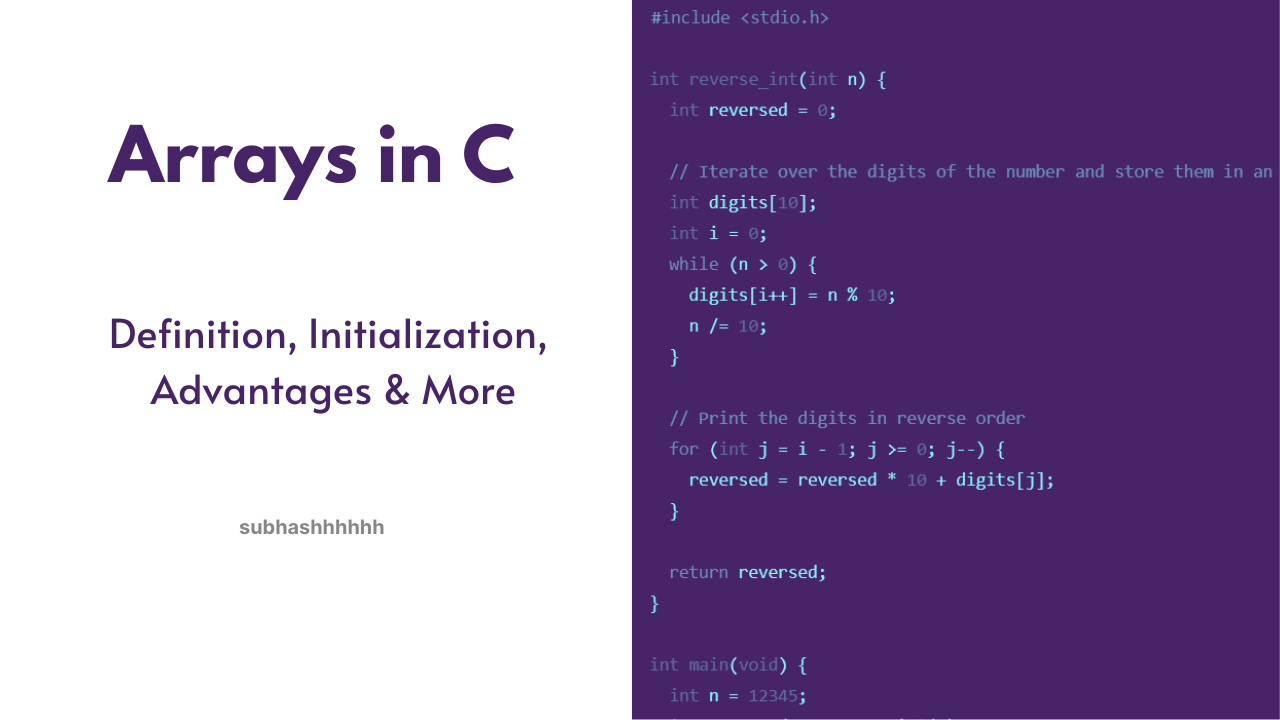 Arrays in C
Definition, Initialization,
Advantages & More
subhashhhhhh
#include <stdio.h>
int reverse_int(int n) {
int reversed = 0;
// Iterate over the digits of the number and store them in an
int digits[10];
int i = 0;
while (n > 0) {
digits[i++] = n % 10;
n /= 10;
}
// Print the digits in reverse order
for (int j = i - 1; j >= 0; j--) {
reversed = reversed * 10 + digits[j];
}
return reversed;
}
int main(void) {
int n = 12345;